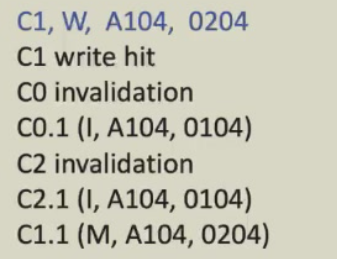 C1, W, A104, 0204
C1 write hit
C0 invalidation
C0.1 (I, A104, 0104)
C2 invalidation
C2.1 (I, A104, 0104)
C1.1 (M, A104, 0204)